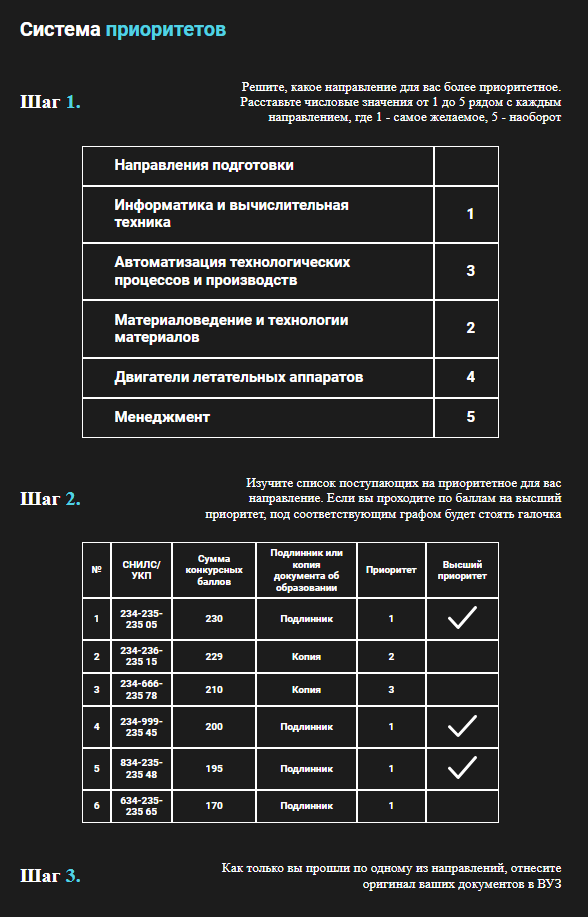 Система приоритетов
Шаг 1.
Решите, какое направление для вас более приоритетное.
Расставьте числовые значения от 1 до 5 рядом с каждым
направлением, где 1 - самое желаемое, 5 - наоборот
Направления подготовки
Информатика и вычислительная
техника
1
Автоматизация технологических
процессов и производств
3
Материаловедение и технологии
материалов
2
Двигатели летательных аппаратов
4
Менеджмент
5
Шаг 2.
Изучите список поступающих на приоритетное для вас
направление. Если вы проходите по баллам на высший
приоритет, под соответствующим графом будет стоять галочка
№
СНИЛС/
УКП
Сумма
конкурсных
баллов
Подлинник или
копия
документа об
образовании
Приоритет
Высший
приоритет
1
234-235-
235 05
230
Подлинник
1
2
234-236-
235 15
229
Копия
2
3
234-666-
235 78
210
Копия
3
4
234-999-
235 45
200
Подлинник
1
5
834-235-
235 48
195
Подлинник
1
6
634-235-
235 65
170
Подлинник
1
Шаг 3.
Как только вы прошли по одному из направлений, отнесите
оригинал ваших документов в ВУЗ